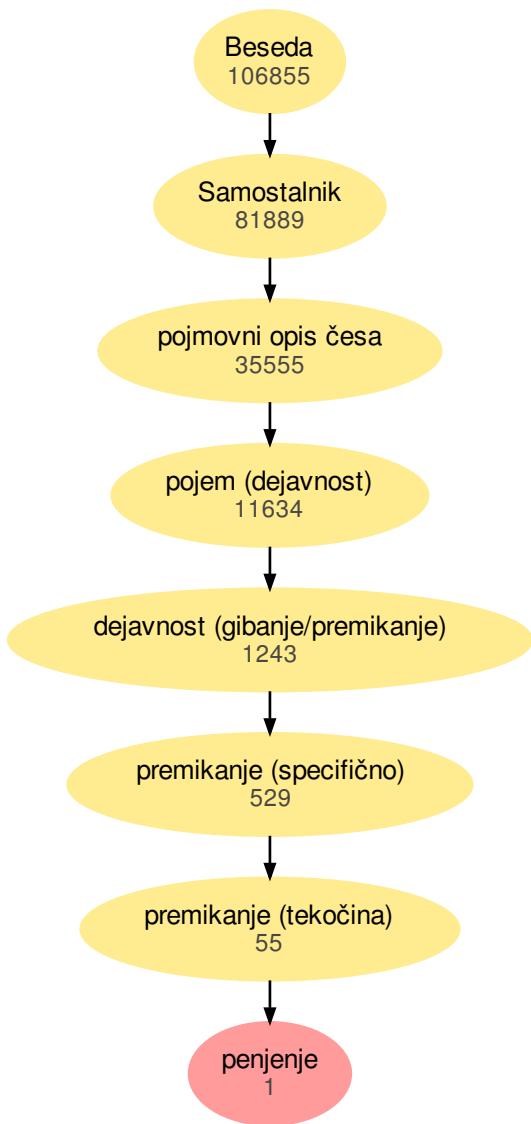 Beseda
106855
Samostalnik
81889
pojmovni opis česa
35555
pojem (dejavnost)
11634
dejavnost (gibanje/premikanje)
1243
premikanje (specifično)
529
premikanje (tekočina)
55
penjenje
1